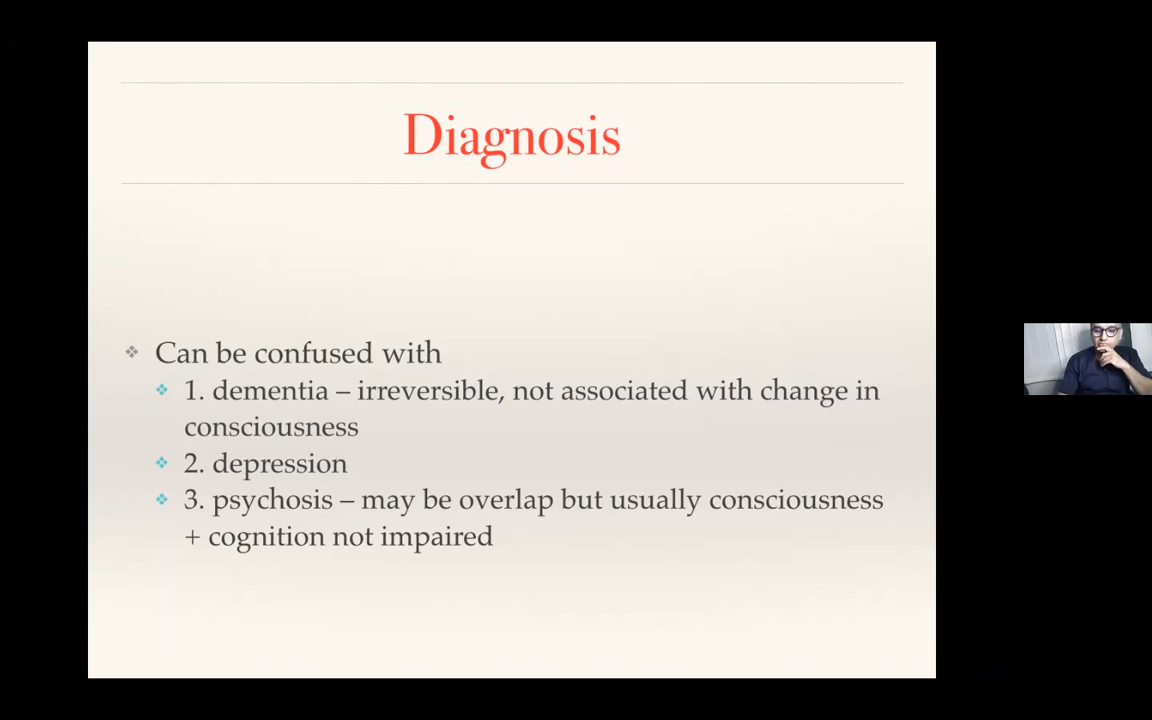 Diagnosis
Can be confused with
1. dementia – irreversible, not associated with change in
consciousness
2. depression
3. psychosis – may be overlap but usually consciousness
+ cognition not impaired